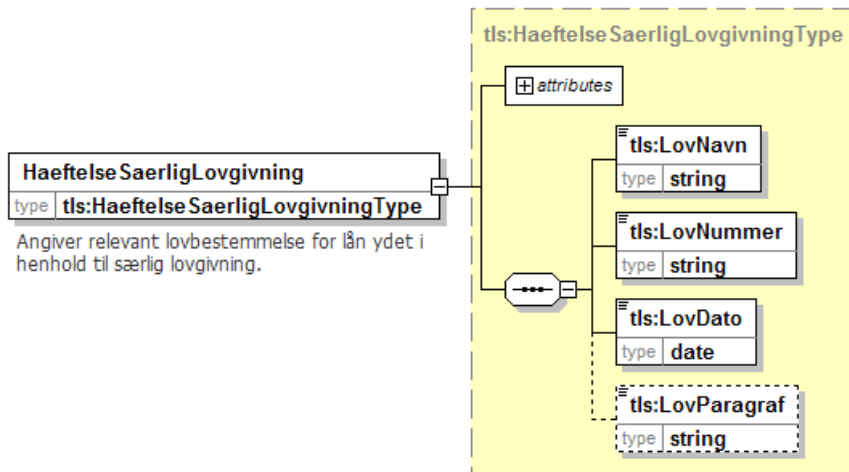 tls:HaeftelseSaerligLovgivningType
attributes
HaeftelseSaerligLovgivning
type tls:HaeftelseSaerligLovgivningType
Angiver relevant lovbestemmelse for lån ydet i
henhold til særlig lovgivning.
tls:LovNavn
type string
tls:LovNummer
type string
tls:LovDato
type date
tls:LovParagraf
type string